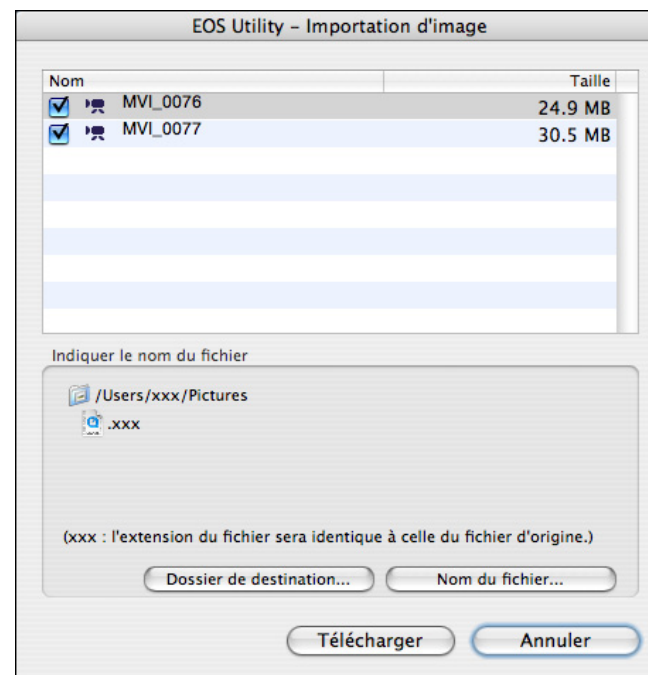 EOS Utility – Importation d'image
Nom Taille
MVI_0076 24.9 MB
MVI_0077 30.5 MB
Indiquer le nom du fichier
/Users/xxx/Pictures
.xxx
(xxx : l'extension du fichier sera identique à celle du fichier d'origine.)
Dossier de destination... Nom du fichier...
Télécharger Annuler